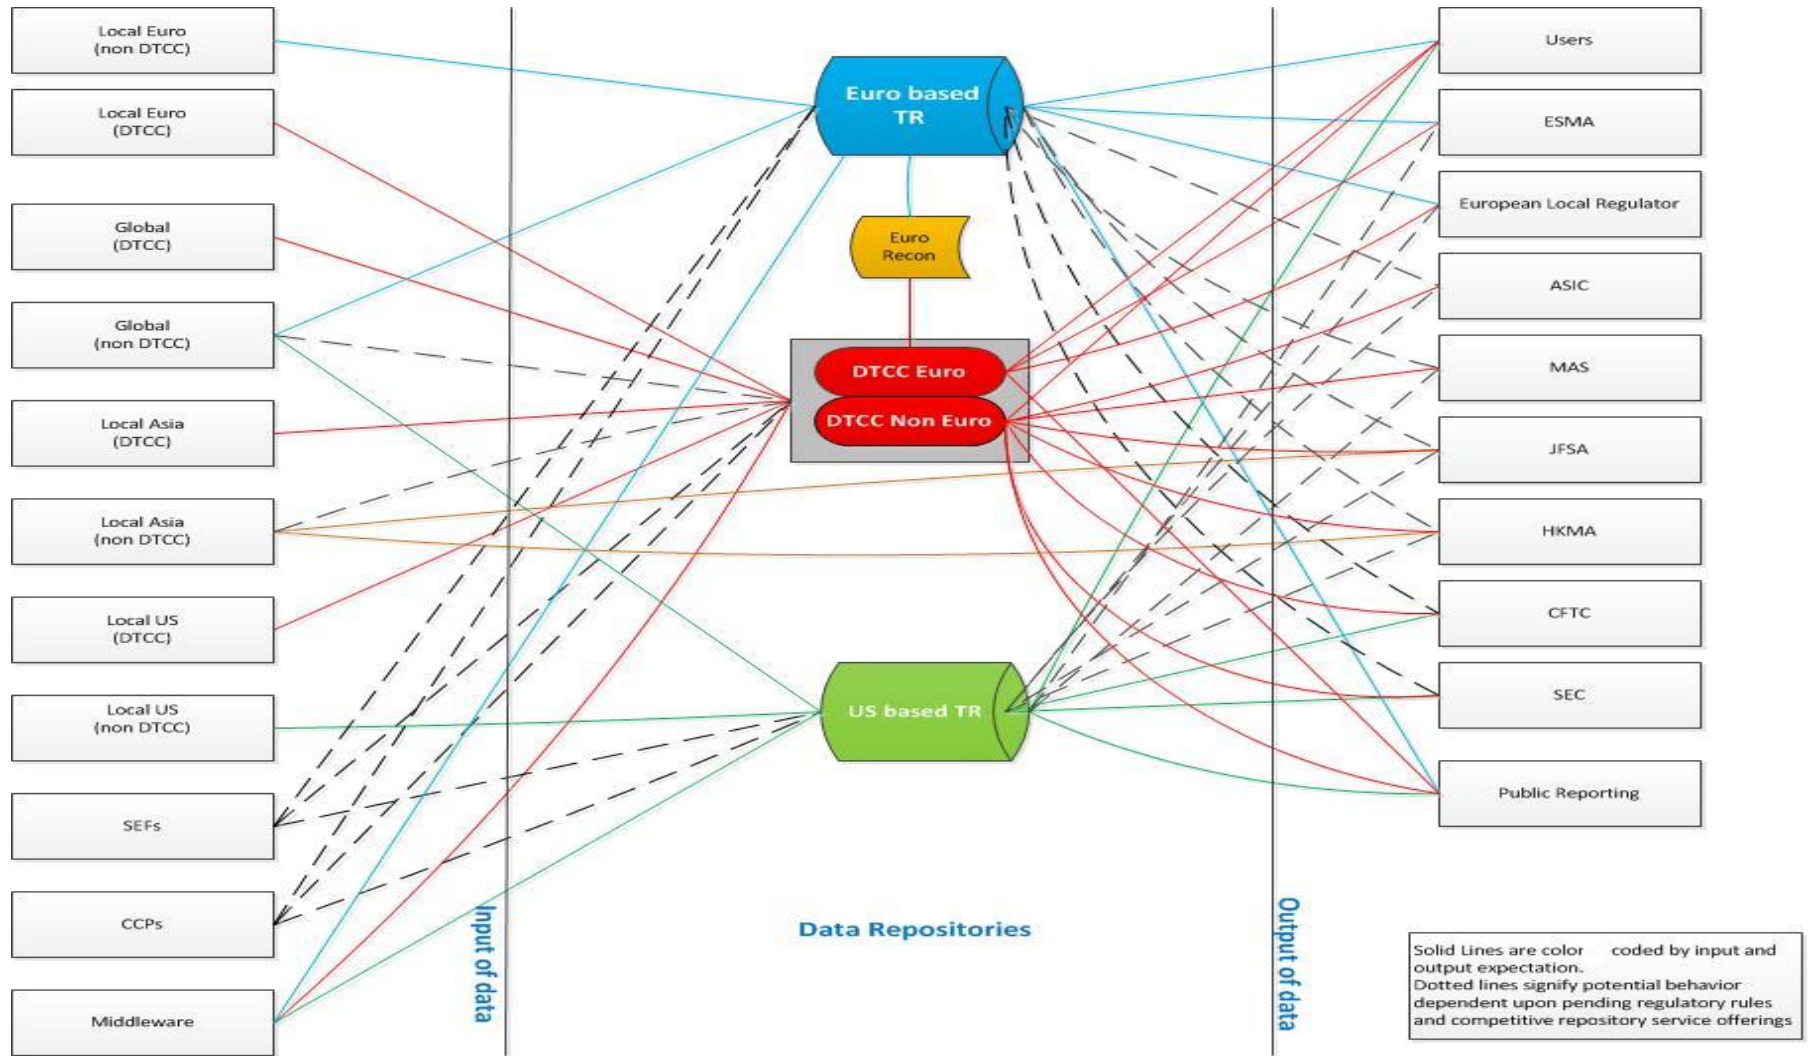 Local Euro
(non DTCC)
Local Euro
(DTCC)
Global
(DTCC)
Global
(non DTCC)
Local Asia
(DTCC)
Local Asia
(non DTCC)
Local US
(DTCC)
Local US
(non DTCC)
SEFs
CCPs
Middleware
Input of data
Euro based
TR
Euro
Recon
DTCC Euro
DTCC Non Euro
US based TR
Data Repositories
Output of data
Users
ESMA
European Local Regulator
ASIC
MAS
JFSA
HKMA
CFTC
SEC
Public Reporting
Solid Lines are color coded by input and
output expectation.
Dotted lines signify potential behavior
dependent upon pending regulatory rules
and competitive repository service offerings